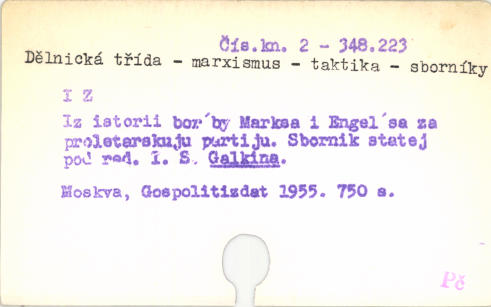 Čís.kn. 2 - 348.223
Dělnická třída - marxismus - taktika - sborníky
I Z
Iz istorii bor´by Marksa i Engel´sa za
proletarskuju partiju. Sbornik statej
pod red. I. S. Galkina.
Moskva, Gospolitizdat 1955. 750 s.
Pč